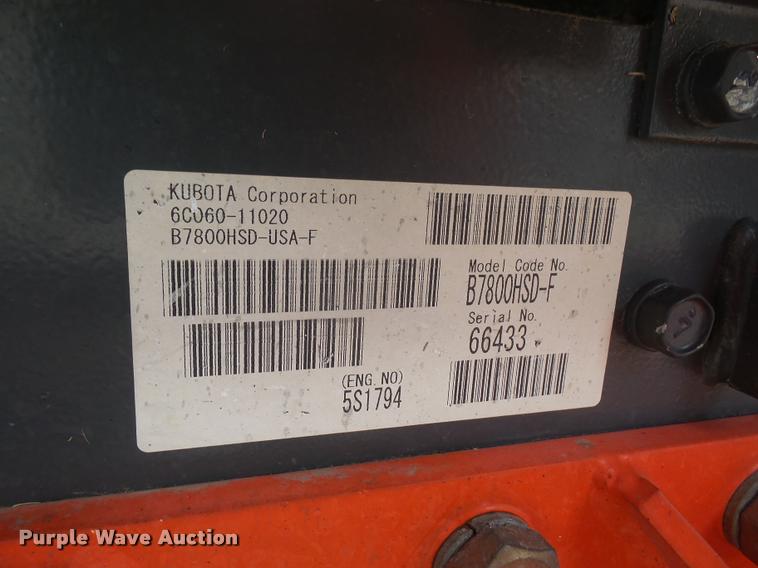 KUBOTA Corporation
6C060-11020
B7800HSD-USA-F
Model Code No.
B7800HSD-F
Serial No.
66433
(ENG.NO)
5S1794
Purple Wave Auction®